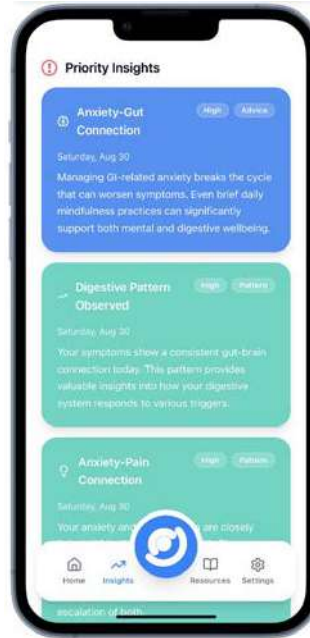 Priority Insights
Anxiety-Gut
Connection
High
Advice
Saturday, Aug 30
Managing GI-related anxiety breaks the cycle
that can worsen symptoms. Even brief daily
mindfulness practices can significantly
support both mental and digestive wellbeing.
Digestive Pattern
Observed
High
Pattern
Saturday, Aug 30
Your symptoms show a consistent gut-brain
connection today. This pattern provides
valuable insights into how your digestive
system responds to various triggers.
Anxiety-Pain
Connection
High
Pattern
Saturday, Aug 30
Your anxiety and are closely
Home
Insights
Resources
Settings
escalation of both.